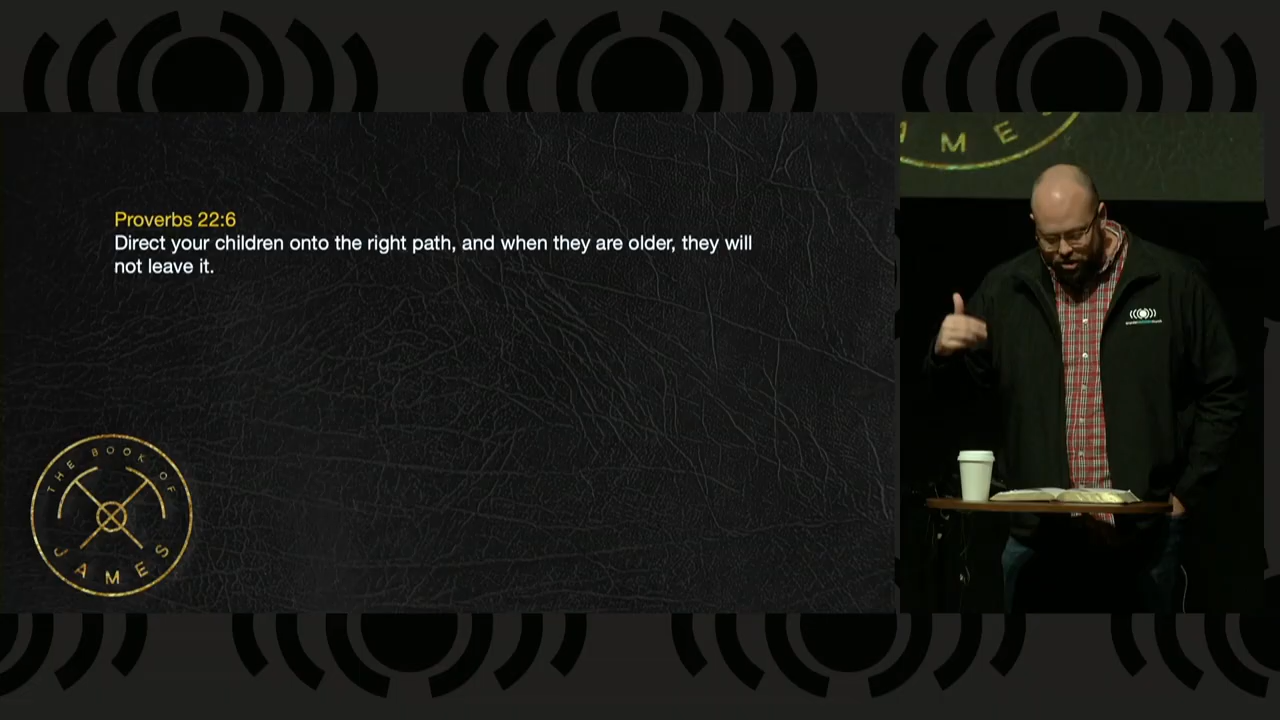 Proverbs 22:6
Direct your children onto the right path, and when they are older, they will
not leave it.
THE BOOK OF
JAMES
AMES